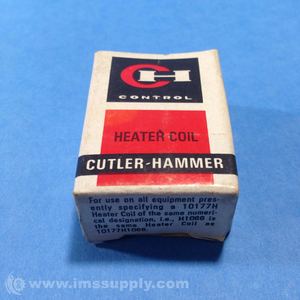 CH
CONTROL
HEATER COIL
CUTLER-HAMMER
For use on all equipment pres-
ently specifying a 10177H
Heater Coil of the same numeri-
cal designation, i.e., H1066 is
the same Heater Coil as
10177H1066.
© www.imssupply.com